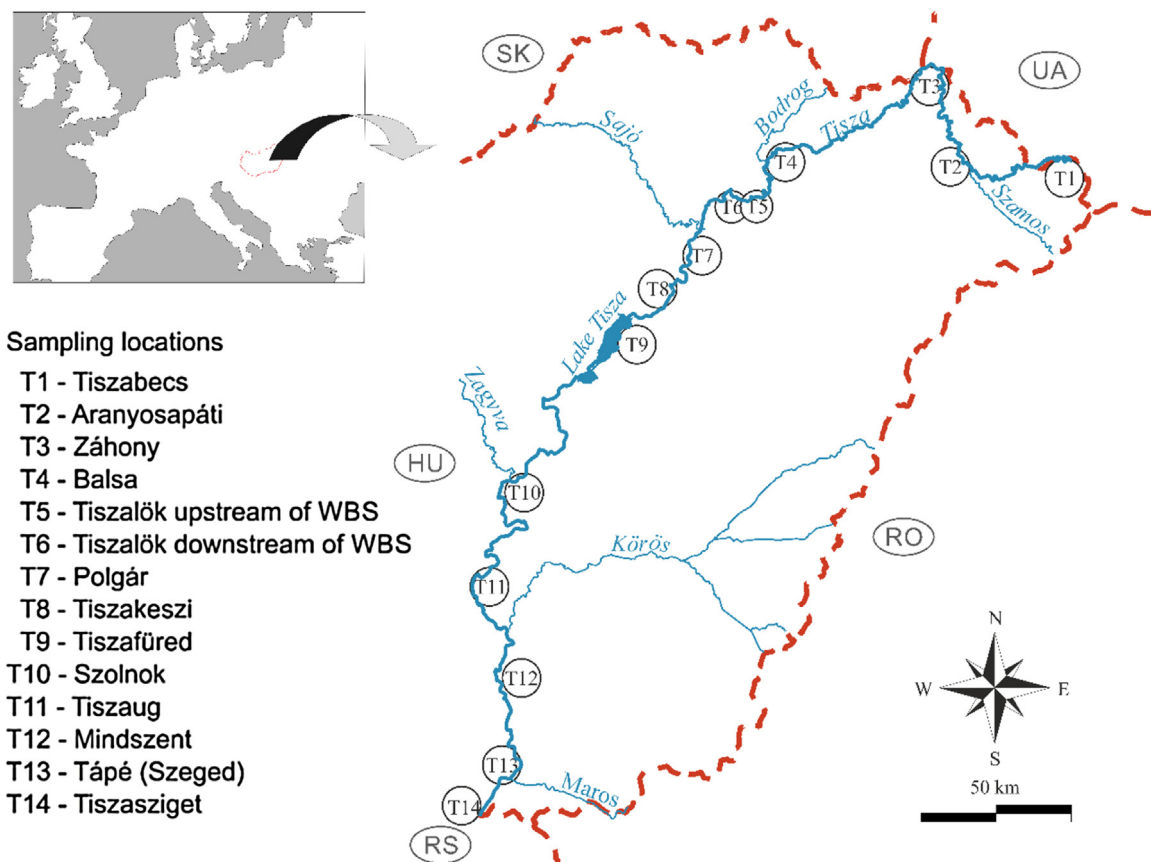 SK
UA
T3
Bodrog
Tisza
Sajó
T4
T2
T1
T6
T5
Szamos
T7
T8
Lake Tisza
T9
Sampling locations
T1 - Tiszabecs
T2 - Aranyosapáti
T3 - Záhony
T4 - Balsa
T5 - Tiszalök upstream of WBS
T6 - Tiszalök downstream of WBS
T7 - Polgár
T8 - Tiszakeszi
T9 - Tiszafüred
T10 - Szolnok
T11 - Tiszaug
T12 - Mindszent
T13 - Tápé (Szeged)
T14 - Tiszasziget
Zagyva
HU
T10
Körös
RO
T11
T12
N
W
E
S
T13
Maros
50 km
T14
RS